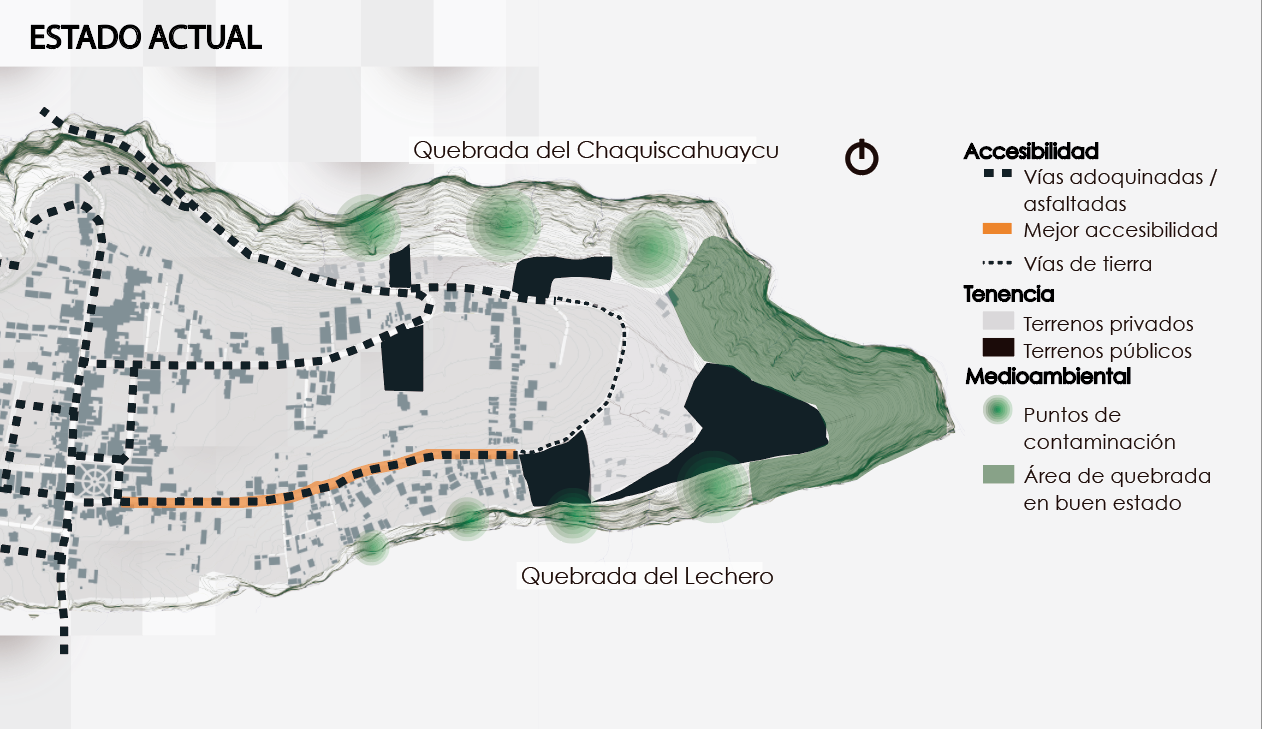 ESTADO ACTUAL
Quebrada del Chaquiscahuaycu
Quebrada del Lechero
Accesibilidad
Vías adoquinadas /
asfaltadas
Mejor accesibilidad
Vías de tierra
Tenencia
Terrenos privados
Terrenos públicos
Medioambiental
Puntos de
contaminación
Área de quebrada
en buen estado